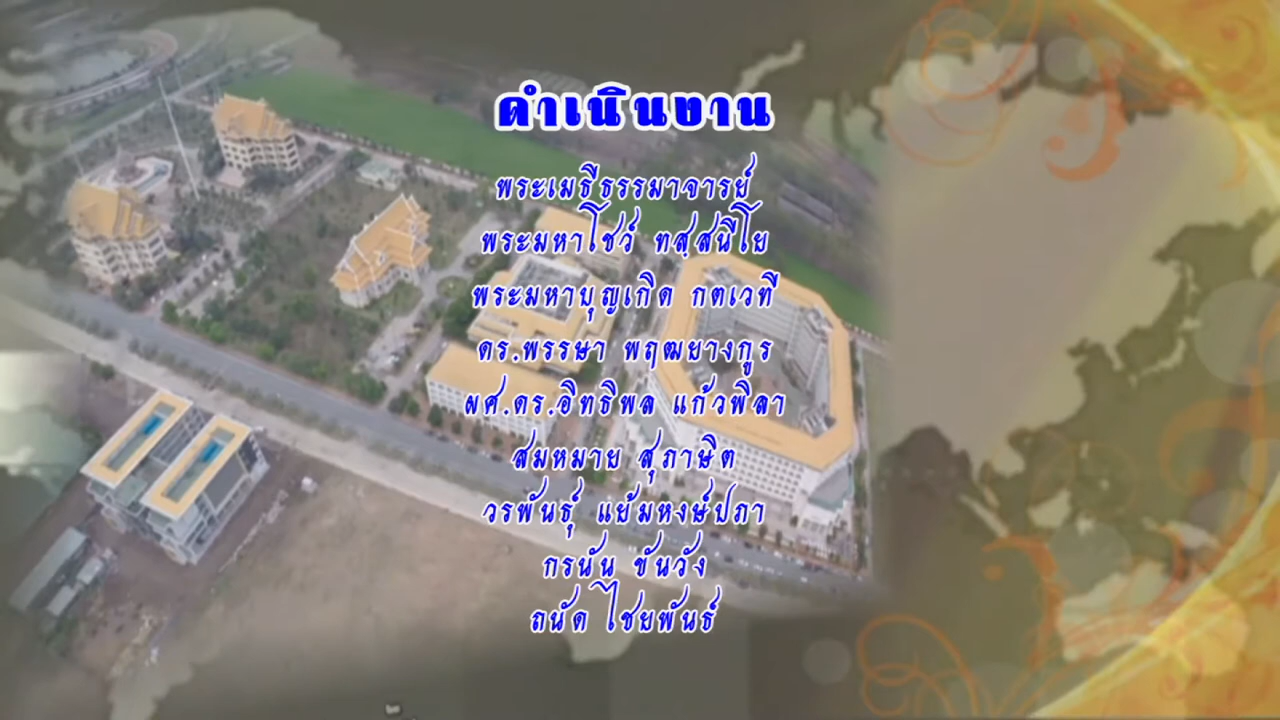 ดำเนินงาน
พระเมธีธรรมาจารย์
พระมหาโชว์ ทสฺสนีโย
พระมหาบุญเกิด กตเวที
ดร.พรรษา พฤฒยางกูร
ผศ.ดร.อิทธิพล แก้วพิลา
สมหมาย สุภาษิต
วรพันธุ์ แย้มหงษ์ปภา
กรนัน ขันวัง
ถนัด ไชยพันธ์